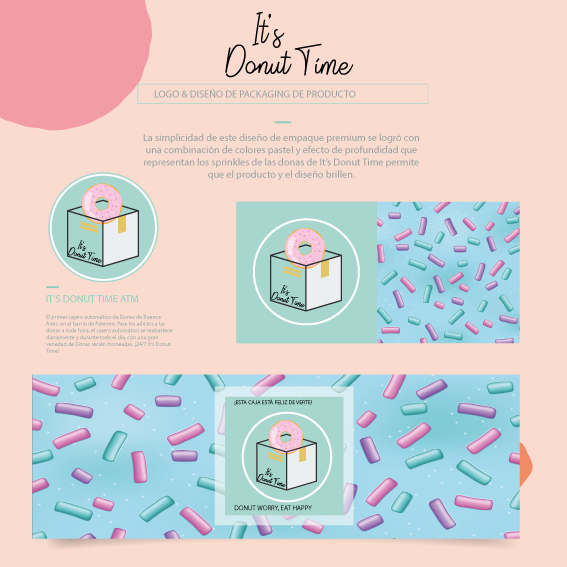 It's
Donut Time
LOGO & DISEÑO DE PACKAGING DE PRODUCTO
La simplicidad de este diseño de empaque premium se logró con
una combinación de colores pastel y efecto de profundidad que
representan los sprinkles de las donas de It's Donut Time permite
que el producto y el diseño brillen.
It's
Donut Time
IT'S DONUT TIME ATM
El primer cajero automático de Donas de Buenos
Aires, en el barrio de Palermo. Para los adictos a las
donas a toda hora, el cajero automático se reabastece
diariamente y durante todo el día, con una gran
variedad de Donas recién horneadas. ¡24/7 It's Donut
Time!
It's
Donut Time
¡ESTA CAJA ESTÁ FELIZ DE VERTE!
It's
Donut Time
DONUT WORRY, EAT HAPPY